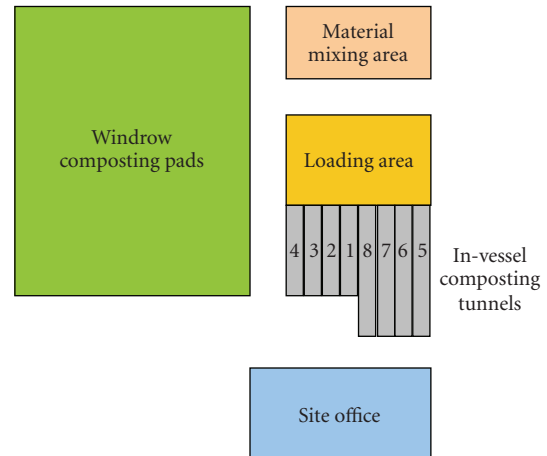 Material
mixing area
Windrow
composting pads
Loading area
4 3 2 1 8 7 6 5
In-vessel
composting
tunnels
Site office